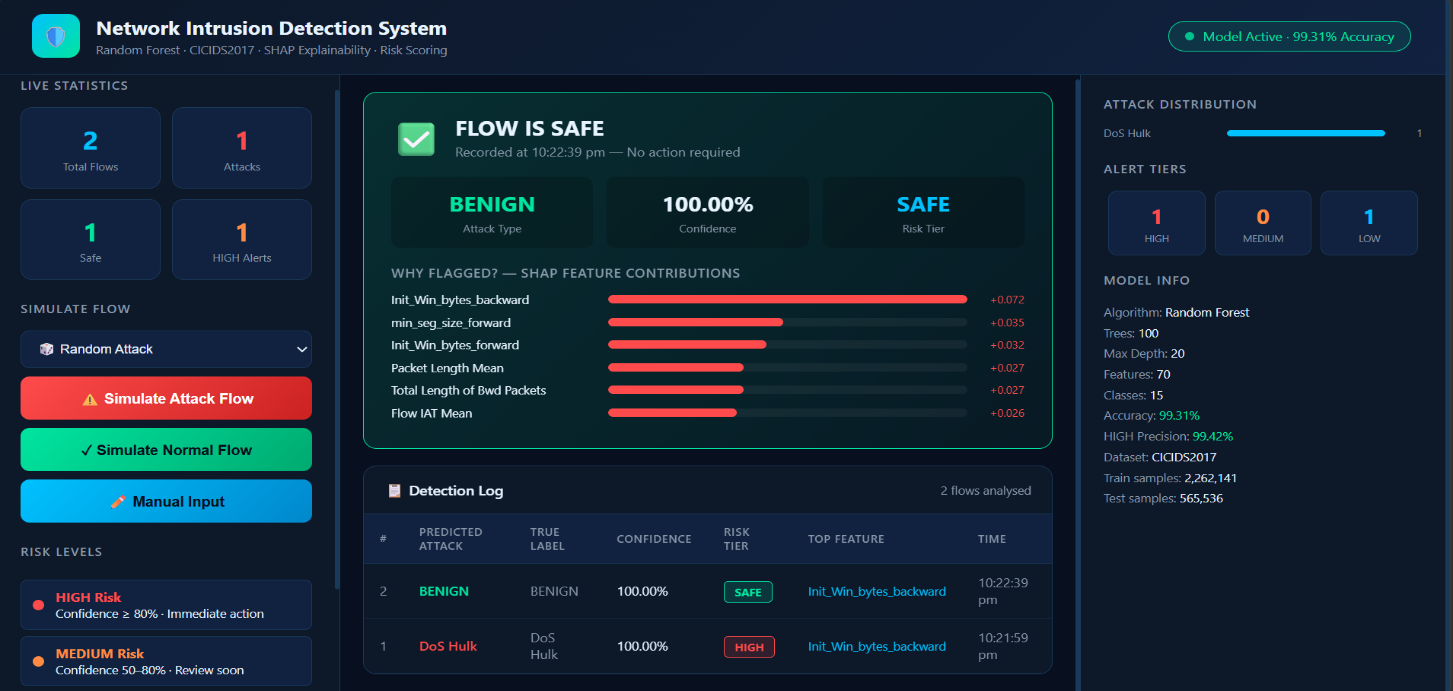 Network Intrusion Detection System
Random Forest · CICIDS2017 · SHAP Explainability · Risk Scoring
Model Active · 99.31% Accuracy
LIVE STATISTICS
2
Total Flows
1
Attacks
1
Safe
1
HIGH Alerts
SIMULATE FLOW
Random Attack
Simulate Attack Flow
✓ Simulate Normal Flow
Manual Input
RISK LEVELS
HIGH Risk
Confidence ≥ 80% · Immediate action
MEDIUM Risk
Confidence 50–80% · Review soon
FLOW IS SAFE
Recorded at 10:22:39 pm — No action required
BENIGN
Attack Type
100.00%
Confidence
SAFE
Risk Tier
WHY FLAGGED? — SHAP FEATURE CONTRIBUTIONS
Init_Win_bytes_backward +0.072
min_seg_size_forward +0.035
Init_Win_bytes_forward +0.032
Packet Length Mean +0.027
Total Length of Bwd Packets +0.027
Flow IAT Mean +0.026
Detection Log
2 flows analysed
# PREDICTED ATTACK TRUE LABEL CONFIDENCE RISK TIER TOP FEATURE TIME
2 BENIGN BENIGN 100.00% SAFE Init_Win_bytes_backward 10:22:39 pm
1 DoS Hulk DoS Hulk 100.00% HIGH Init_Win_bytes_backward 10:21:59 pm
ATTACK DISTRIBUTION
DoS Hulk 1
ALERT TIERS
1
HIGH
0
MEDIUM
1
LOW
MODEL INFO
Algorithm: Random Forest
Trees: 100
Max Depth: 20
Features: 70
Classes: 15
Accuracy: 99.31%
HIGH Precision: 99.42%
Dataset: CICIDS2017
Train samples: 2,262,141
Test samples: 565,536